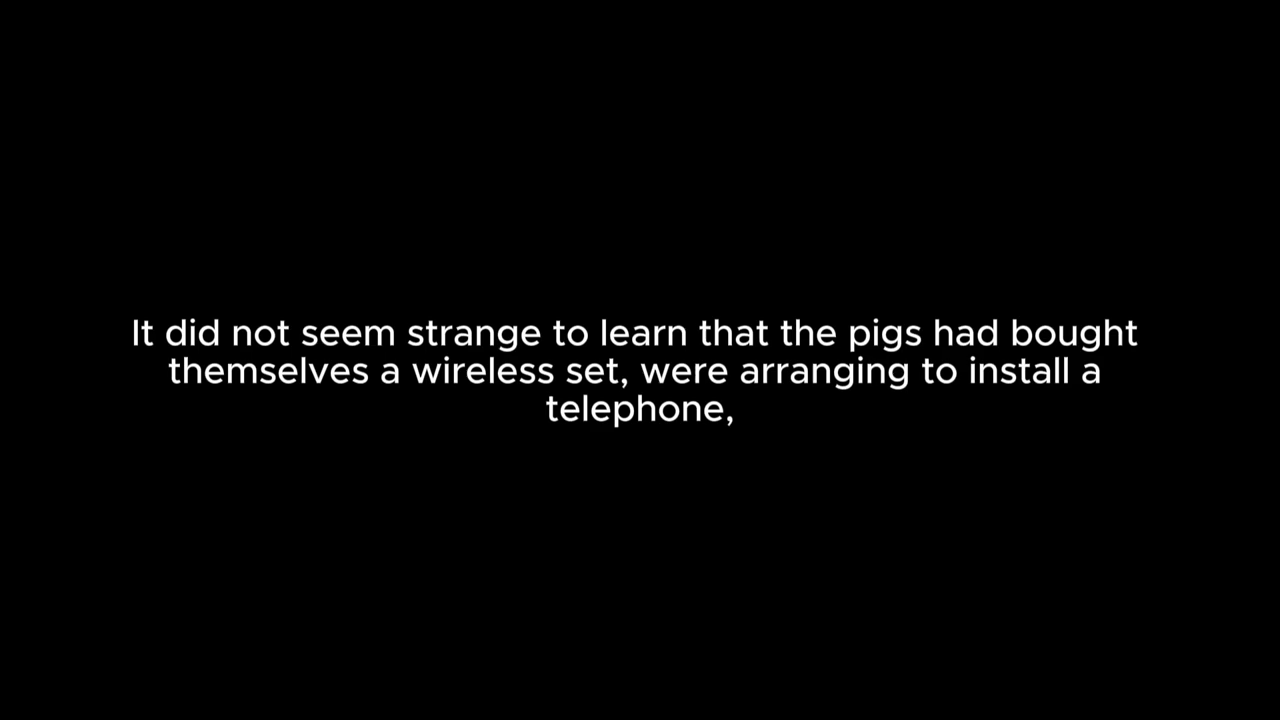 It did not seem strange to learn that the pigs had bought
themselves a wireless set, were arranging to install a
telephone,